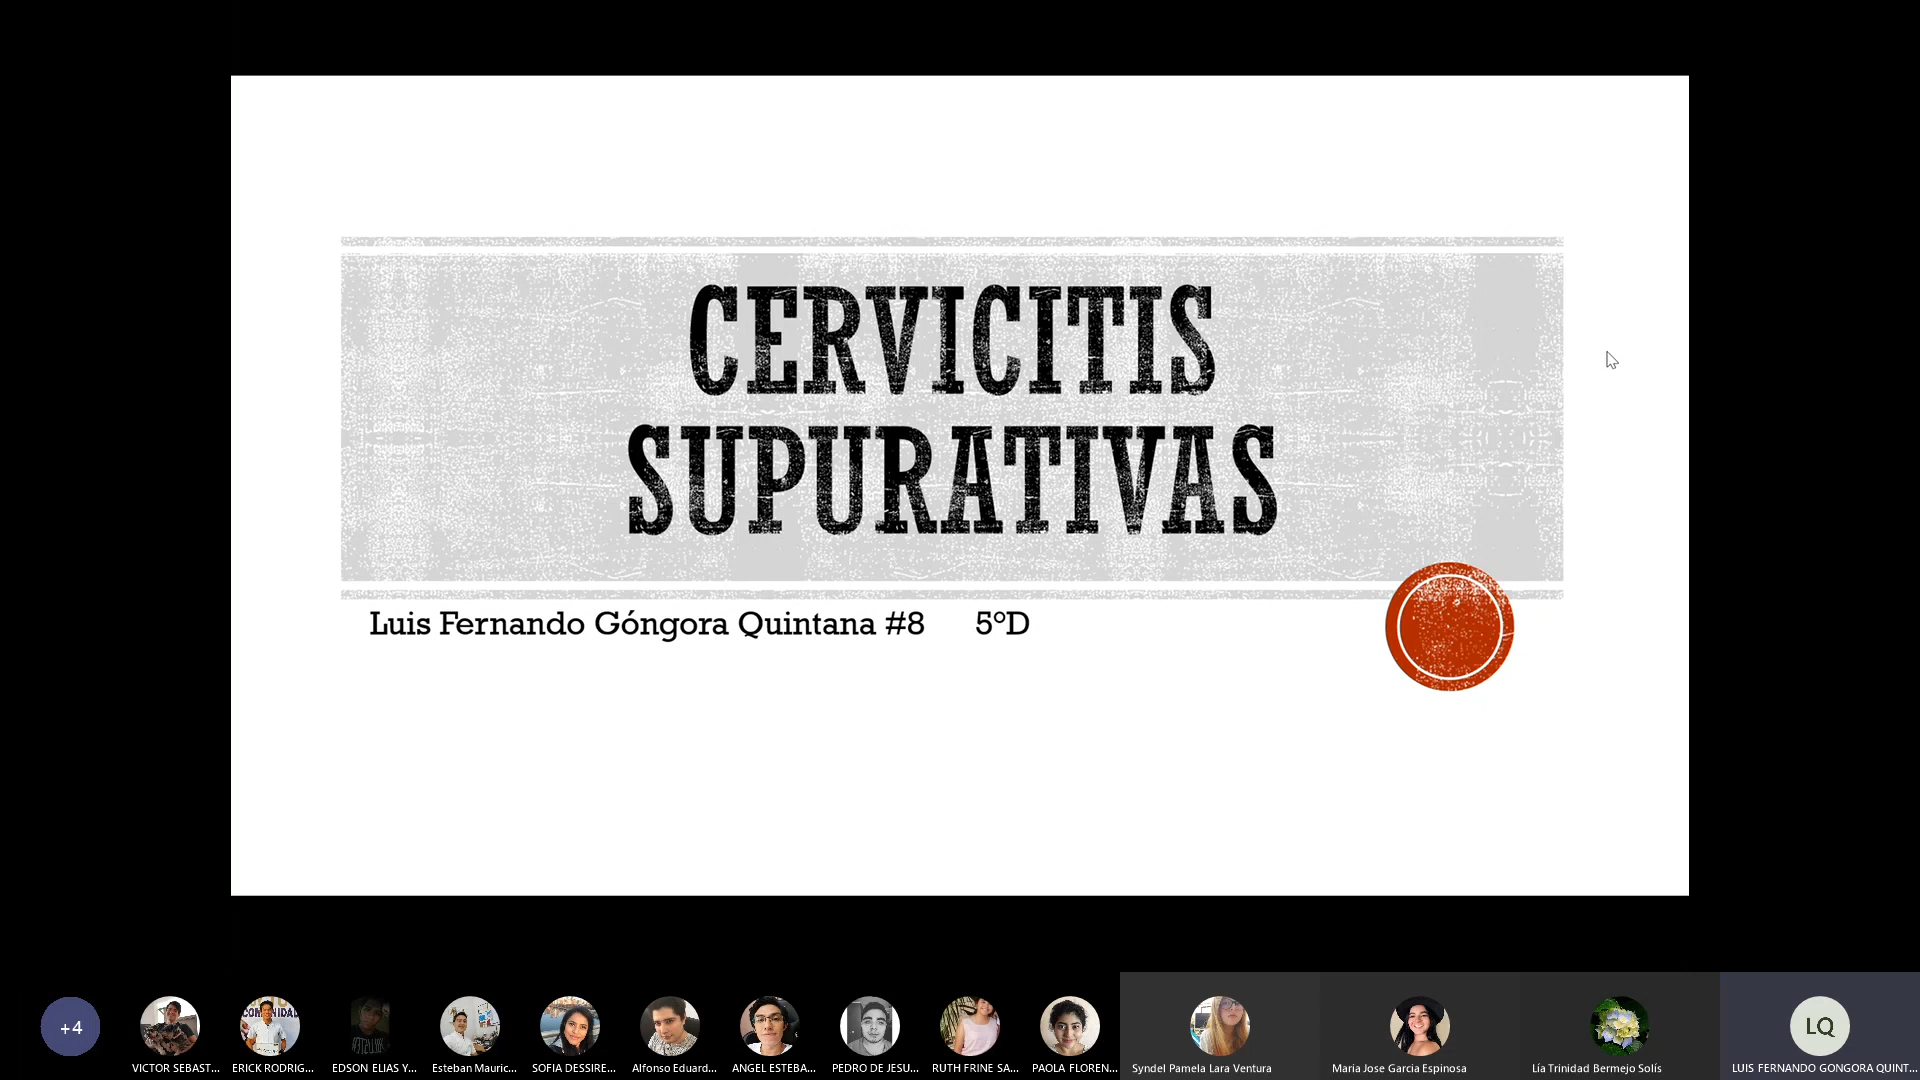 CERVICITIS
SUPURATIVAS
Luis Fernando Góngora Quintana #8 5°D
+4
VICTOR SEBAST...
ERICK RODRIG...
EDSON ELIAS Y...
Esteban Mauric...
SOFIA DESSIRE...
Alfonso Eduard...
ANGEL ESTEBA...
PEDRO DE JESU...
RUTH FRINE SA...
PAOLA FLOREN...
Syndel Pamela Lara Ventura
Maria Jose Garcia Espinosa
Lía Trinidad Bermejo Solís
LQ
LUIS FERNANDO GONGORA QUINT...